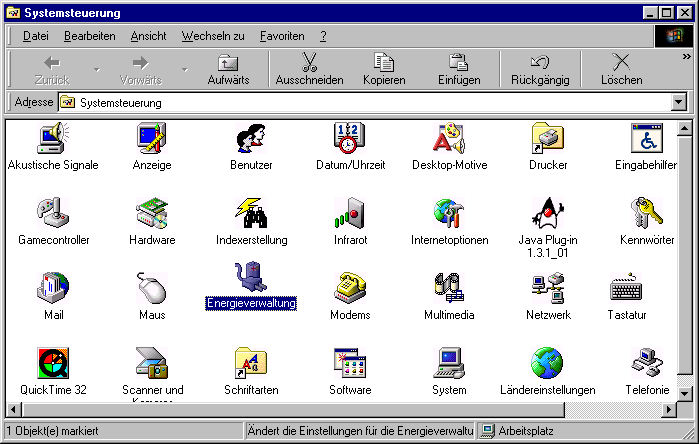 Systemsteuerung
Datei Bearbeiten Ansicht Wechseln zu Favoriten ?
Zurück Vorwärts Aufwärts Ausschneiden Kopieren Einfügen Rückgängig Löschen »
Adresse Systemsteuerung
Akustische Signale Anzeige Benutzer Datum/Uhrzeit Desktop-Motive Drucker Eingabehilfen
Gamecontroller Hardware Indexerstellung Infrarot Internetoptionen Java Plug-in Kennwörter
1.3.1_01
Mail Maus Energieverwaltung Modems Multimedia Netzwerk Tastatur
QuickTime 32 Scanner und Schriftarten Software System Ländereinstellungen Telefonie
1 Objekt(e) markiert Ändert die Einstellungen für die Energieverwaltu Arbeitsplatz